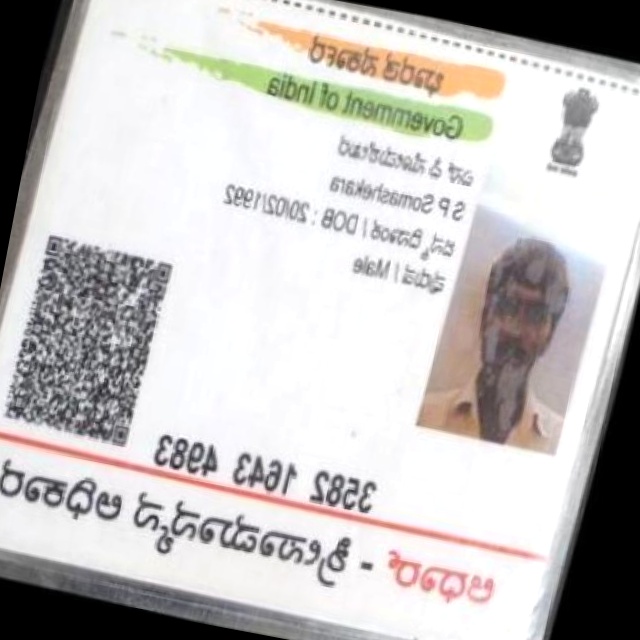 ಭಾರತ ಸರ್ಕಾರ
Government of India
ಎಸ್ ಪಿ ಸೋಮಶೇಖರ
S P Somashekara
ಜನ್ಮ ದಿನಾಂಕ / DOB : 20/02/1992
ಪುರುಷ / Male
3582 1643 4983
ಆಧಾರ್ - ಶ್ರೀಸಾಮಾನ್ಯನ ಅಧಿಕಾರ